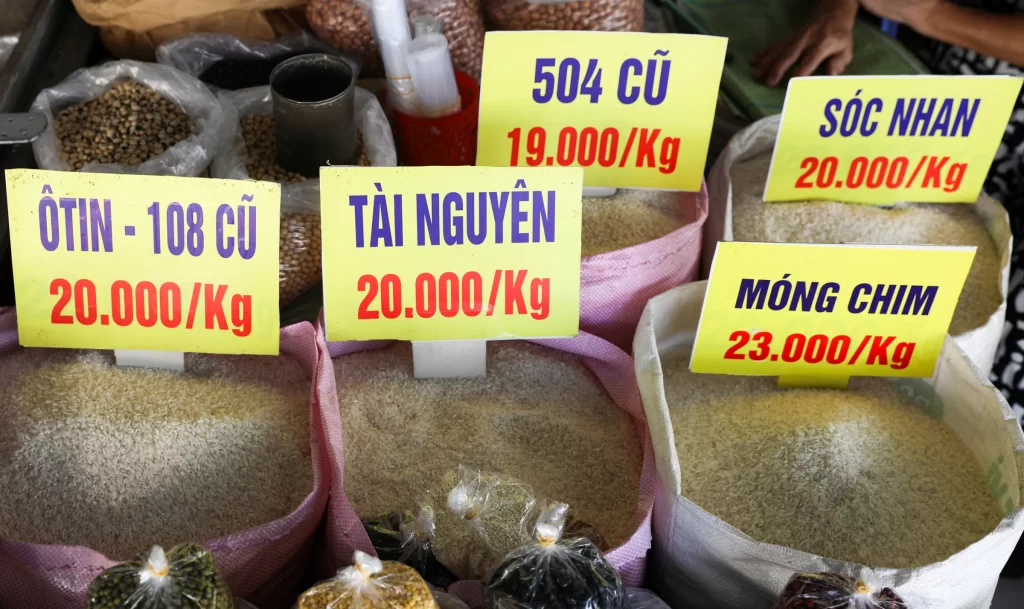 504 CŨ
19.000/Kg
SÓC NHAN
20.000/Kg
ÔTIN - 108 CŨ
20.000/Kg
TÀI NGUYÊN
20.000/Kg
MÓNG CHIM
23.000/Kg